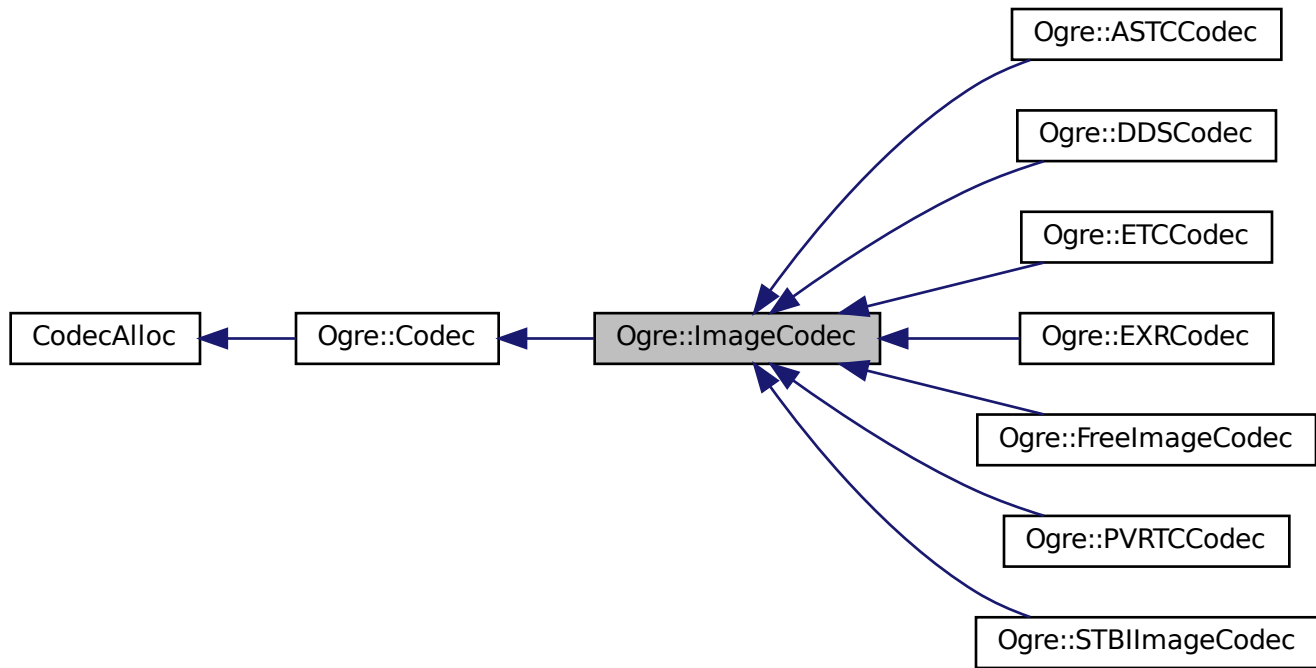 Ogre::ASTCCodec
Ogre::DDSCodec
Ogre::ETCCodec
CodecAlloc
Ogre::Codec
Ogre::ImageCodec
Ogre::EXRCodec
Ogre::FreeImageCodec
Ogre::PVRTCCodec
Ogre::STBIImageCodec